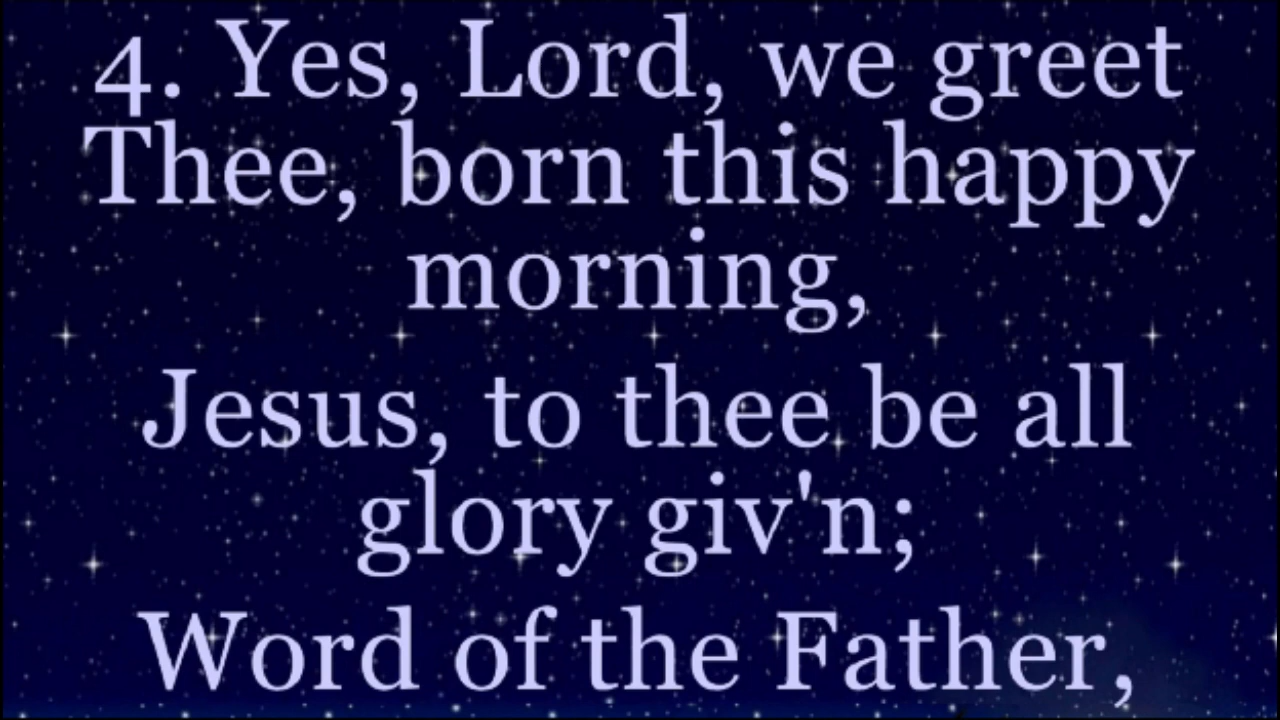 4. Yes, Lord, we greet
Thee, born this happy
morning,
Jesus, to thee be all
glory giv'n;
Word of the Father,